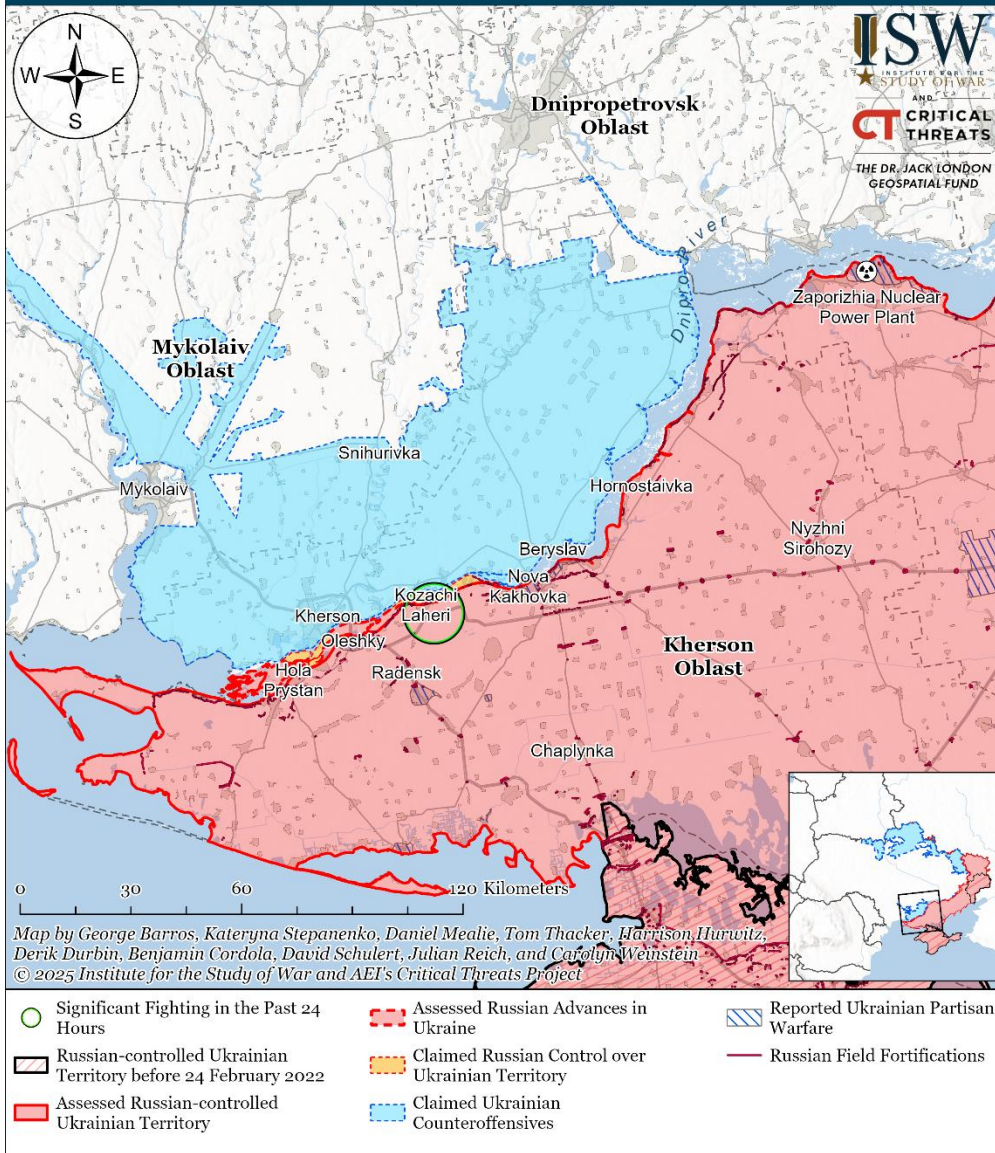 N
W E
S
ISW
INSTITUTE FOR THE
STUDY OF WAR
AND
CT CRITICAL
THREATS
THE DR. JACK LONDON
GEOSPATIAL FUND
Dnipropetrovsk
Oblast
Dnipro River
Zaporizhia Nuclear
Power Plant
Mykolaiv
Oblast
Snihurivka
Mykolaiv
Hornostaivka
Nyzhni
Sirohozy
Beryslav
Nova
Kakhovka
Kozachi
Laheri
Kherson
Oleshky
Kherson
Oblast
Hola
Prystan
Radensk
Chaplynka
0 30 60 120 Kilometers
Map by George Barros, Kateryna Stepanenko, Daniel Mealie, Tom Thacker, Harrison Hurwitz,
Derik Durbin, Benjamin Cordola, David Schulert, Julian Reich, and Carolyn Weinstein
© 2025 Institute for the Study of War and AEI's Critical Threats Project
Significant Fighting in the Past 24
Hours
Russian-controlled Ukrainian
Territory before 24 February 2022
Assessed Russian-controlled
Ukrainian Territory
Assessed Russian Advances in
Ukraine
Claimed Russian Control over
Ukrainian Territory
Claimed Ukrainian
Counteroffensives
Reported Ukrainian Partisan
Warfare
Russian Field Fortifications